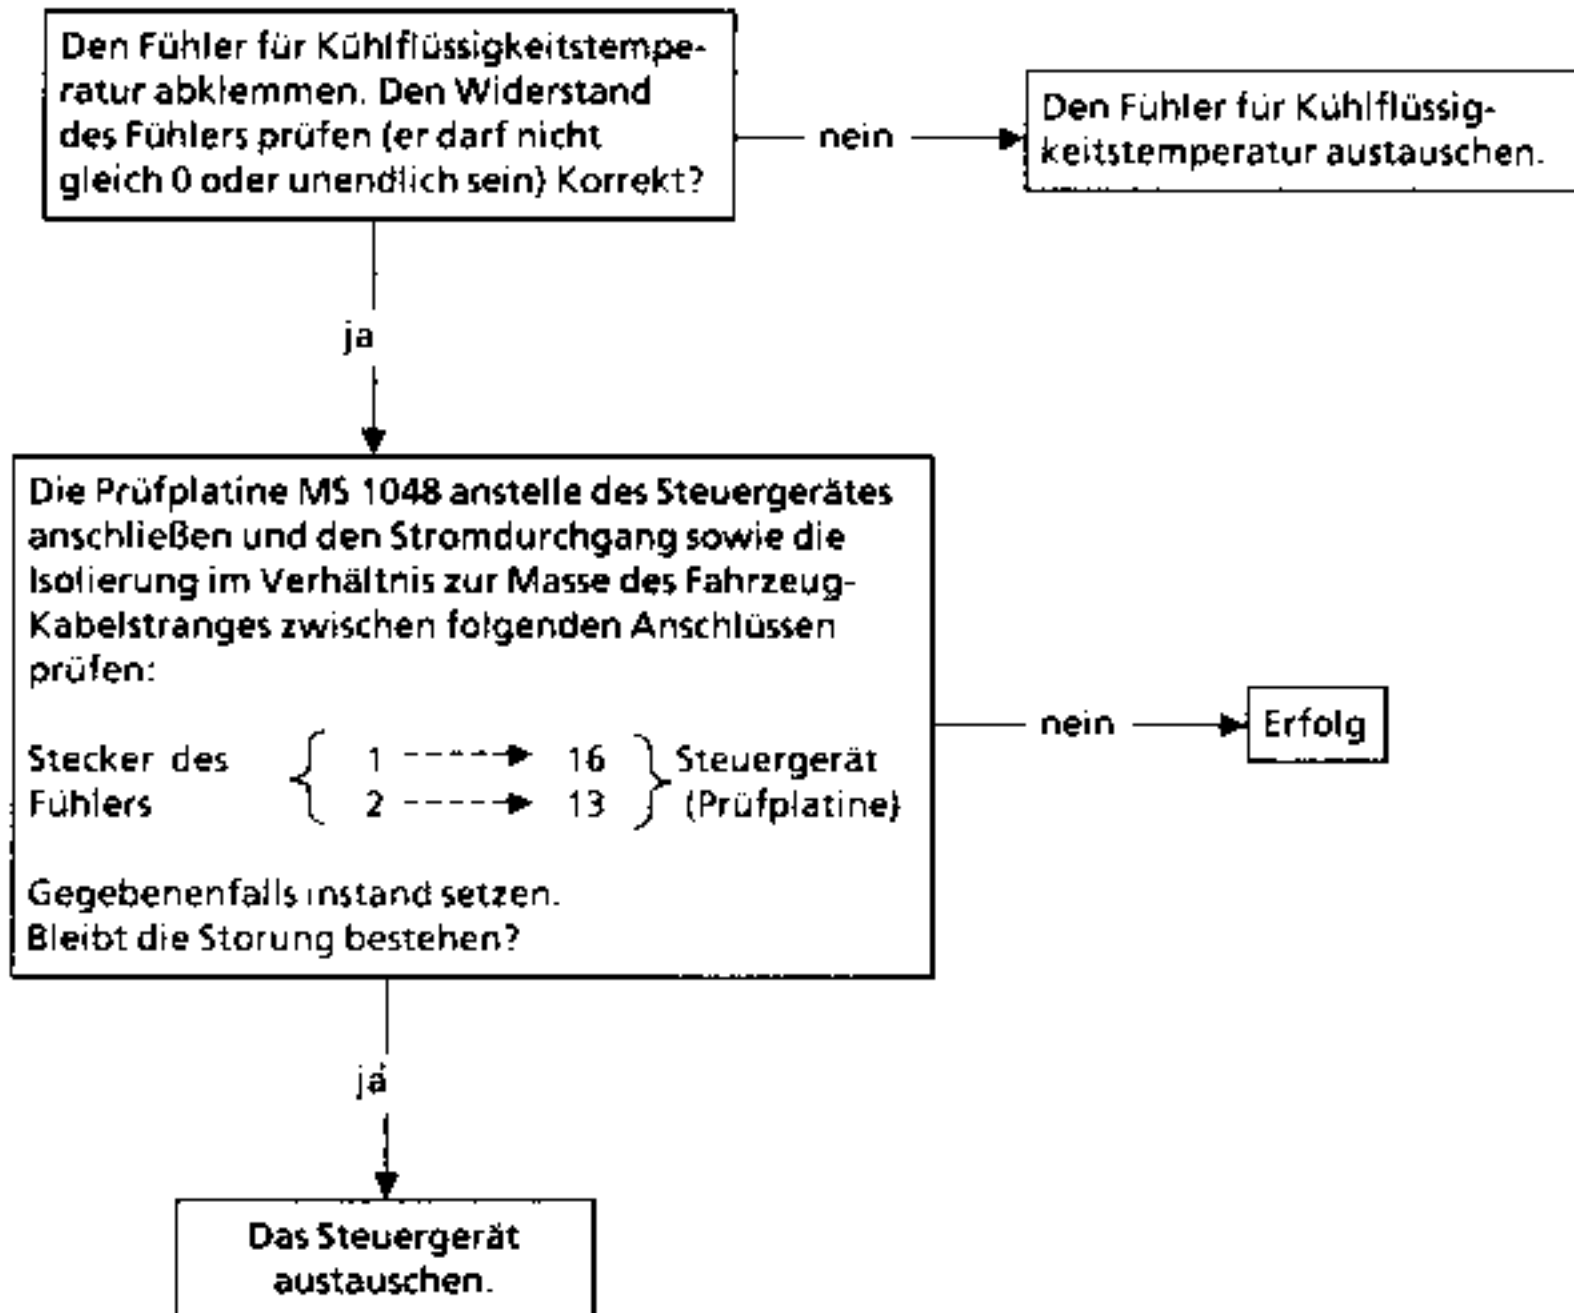 Den Fühler für Kühlflüssigkeitstempe-
ratur abklemmen. Den Widerstand
des Fühlers prüfen (er darf nicht
gleich 0 oder unendlich sein) Korrekt?
nein
Den Fühler für Kühlflüssig-
keitstemperatur austauschen.
ja
Die Prüfplatine MS 1048 anstelle des Steuergerätes
anschließen und den Stromdurchgang sowie die
Isolierung im Verhältnis zur Masse des Fahrzeug-
Kabelstranges zwischen folgenden Anschlüssen
prüfen:
Stecker des 1 16 Steuergerät
Fühlers 2 13 (Prüfplatine)
Gegebenenfalls instand setzen.
Bleibt die Storung bestehen?
nein
Erfolg
ja
Das Steuergerät
austauschen.